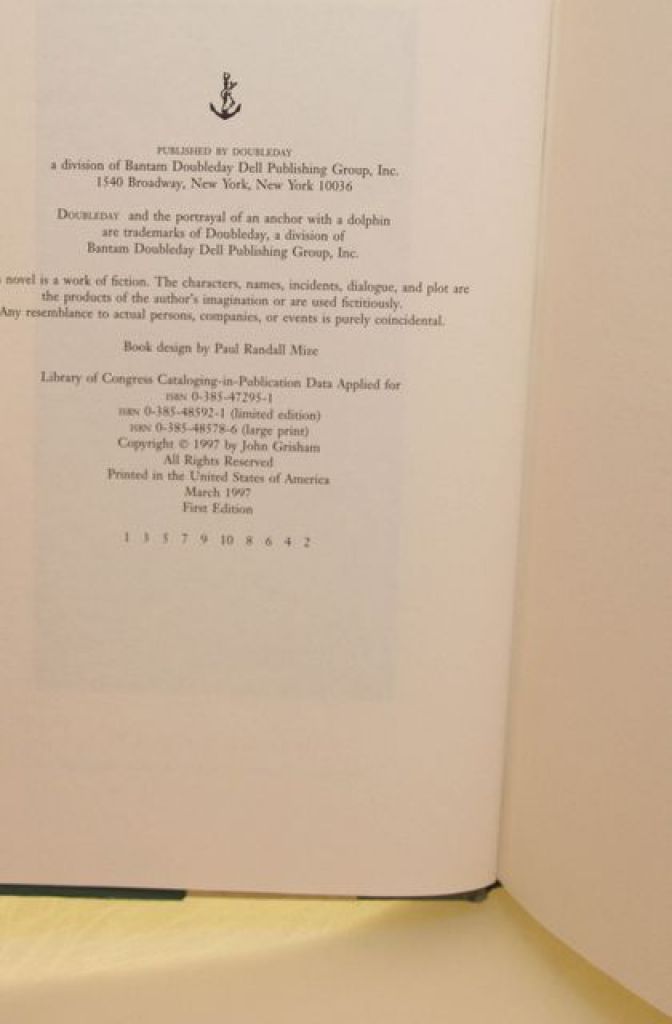 PUBLISHED BY DOUBLEDAY
a division of Bantam Doubleday Dell Publishing Group, Inc.
1540 Broadway, New York, New York 10036
DOUBLEDAY and the portrayal of an anchor with a dolphin
are trademarks of Doubleday, a division of
Bantam Doubleday Dell Publishing Group, Inc.
novel is a work of fiction. The characters, names, incidents, dialogue, and plot are
the products of the author's imagination or are used fictitiously.
Any resemblance to actual persons, companies, or events is purely coincidental.
Book design by Paul Randall Mize
Library of Congress Cataloging-in-Publication Data Applied for
ISBN 0-385-47295-1
ISBN 0-385-48592-1 (limited edition)
ISBN 0-385-48578-6 (large print)
Copyright © 1997 by John Grisham
All Rights Reserved
Printed in the United States of America
March 1997
First Edition
1 3 5 7 9 10 8 6 4 2